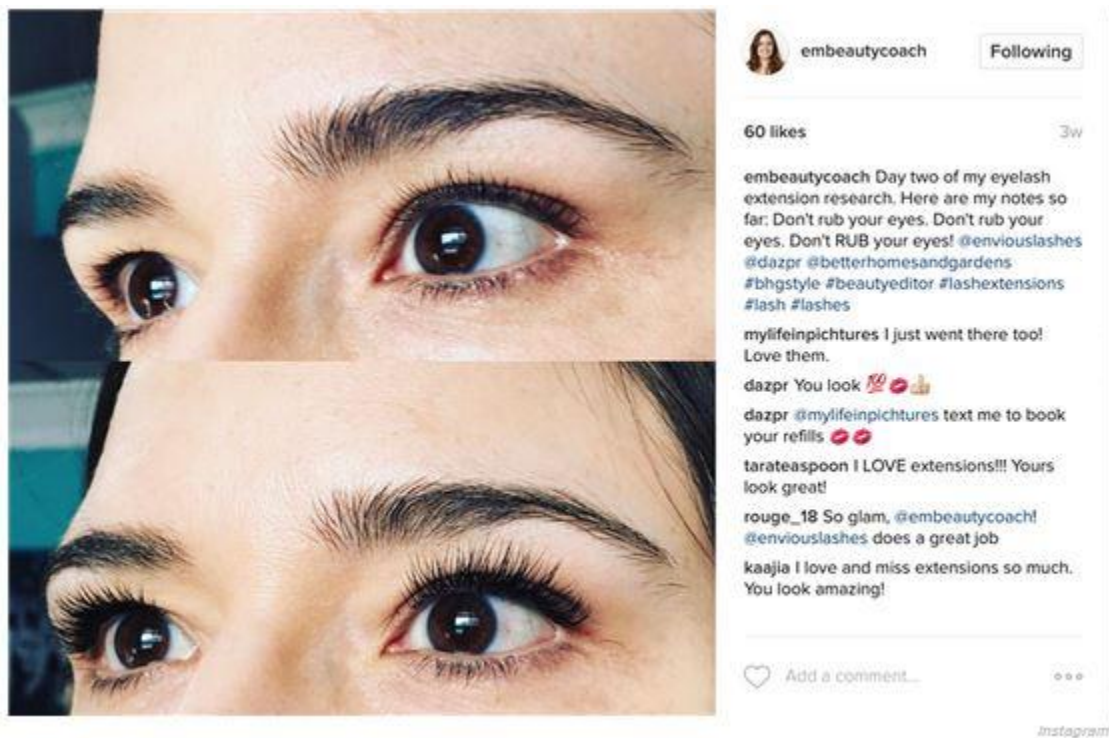 embeautycoach
Following
60 likes
3w
embeautycoach Day two of my eyelash
extension research. Here are my notes so
far: Don't rub your eyes. Don't rub your
eyes. Don't RUB your eyes! @enviouslashes
@dazpr @betterhomesandgardens
#bhgstyle #beautyeditor #lashextensions
#lash #lashes
mylifeinpichtures I just went there too!
Love them.
dazpr You look 💯💋👍🏼
dazpr @mylifeinpichtures text me to book
your refills 💋💋
tarateaspoon I LOVE extensions!!! Yours
look great!
rouge_18 So glam, @embeautycoach!
@enviouslashes does a great job
kaajia I love and miss extensions so much.
You look amazing!
Add a comment...
Instagram